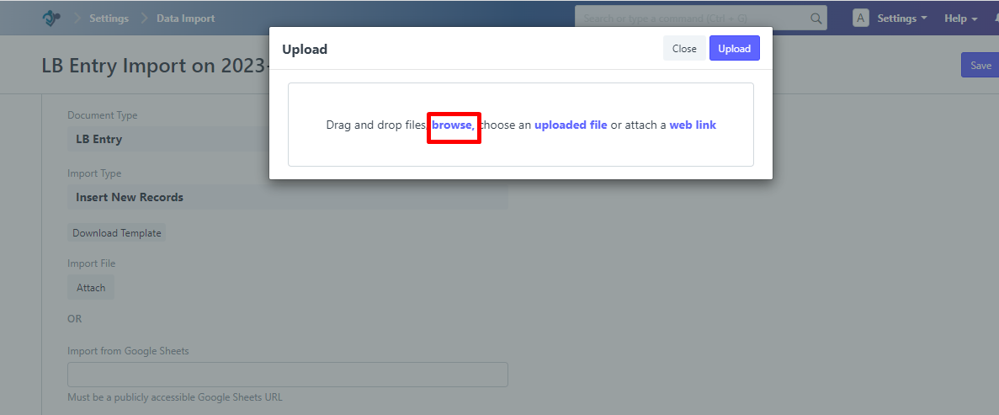 Settings
Data Import
Search or type a command (Ctrl + G)
A
Settings
Help
LB Entry Import on 2023-
Save
Upload
Close
Upload
Drag and drop files, browse, choose an uploaded file or attach a web link
Document Type
LB Entry
Import Type
Insert New Records
Download Template
Import File
Attach
OR
Import from Google Sheets
Must be a publicly accessible Google Sheets URL